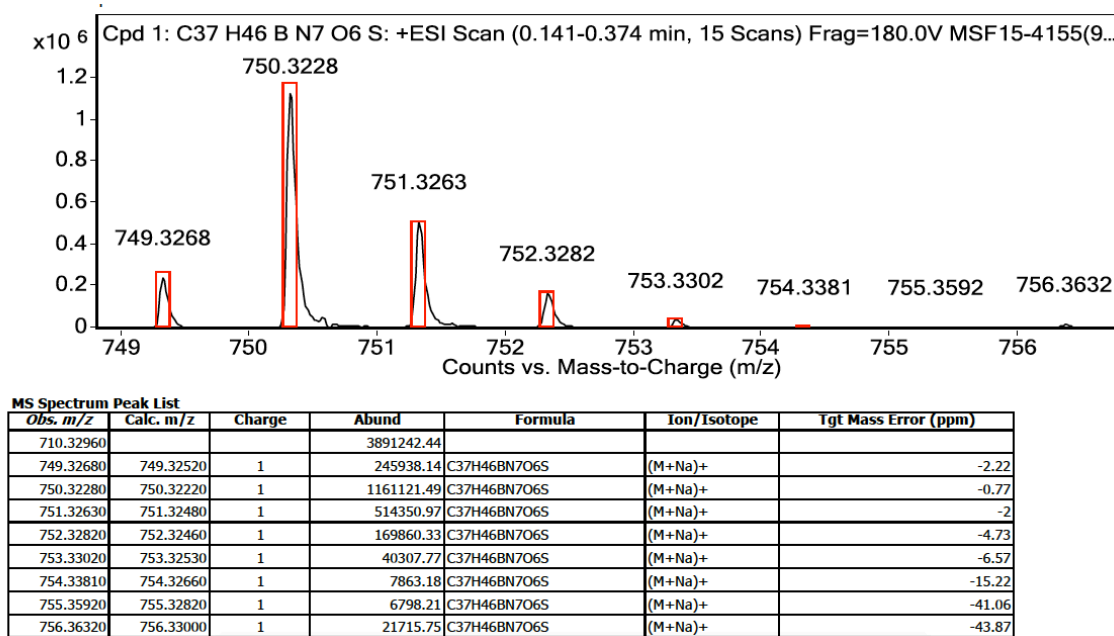 Cpd 1: C37 H46 B N7 O6 S: +ESI Scan (0.141-0.374 min, 15 Scans) Frag=180.0V MSF15-4155(9...
x10 6
750.3228
1.2
1
0.8
751.3263
0.6
749.3268
0.4
752.3282
753.3302
754.3381
755.3592
756.3632
0.2
0
749 750 751 752 753 754 755 756
Counts vs. Mass-to-Charge (m/z)
MS Spectrum Peak List
Obs. m/z Calc. m/z Charge Abund Formula Ion/Isotope Tgt Mass Error (ppm)
710.32960 3891242.44
749.32680 749.32520 1 245938.14 C37H46BN7O6S (M+Na)+ -2.22
750.32280 750.32220 1 1161121.49 C37H46BN7O6S (M+Na)+ -0.77
751.32630 751.32480 1 514350.97 C37H46BN7O6S (M+Na)+ -2
752.32820 752.32460 1 169860.33 C37H46BN7O6S (M+Na)+ -4.73
753.33020 753.32530 1 40307.77 C37H46BN7O6S (M+Na)+ -6.57
754.33810 754.32660 1 7863.18 C37H46BN7O6S (M+Na)+ -15.22
755.35920 755.32820 1 6798.21 C37H46BN7O6S (M+Na)+ -41.06
756.36320 756.33000 1 21715.75 C37H46BN7O6S (M+Na)+ -43.87